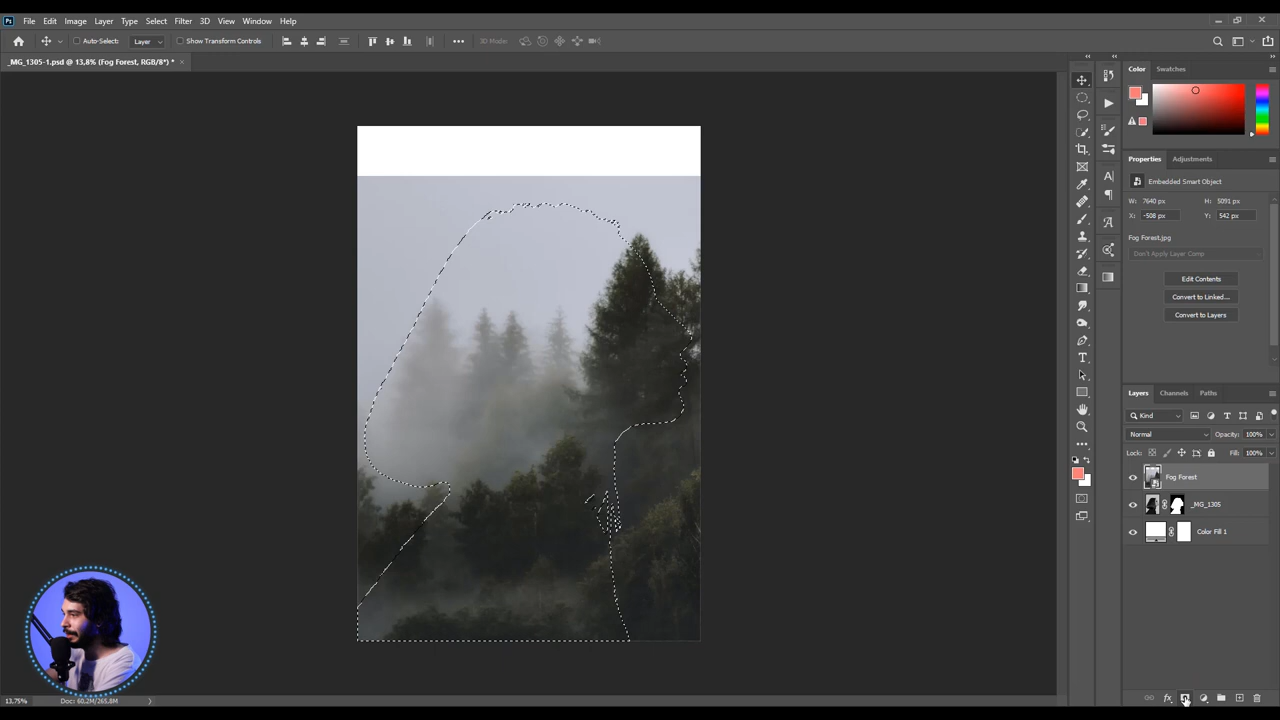 Ps File Edit Image Layer Type Select Filter 3D View Window Help
Auto-Select: Layer Show Transform Controls 3D Mode:
_MG_1305-1.psd @ 13,8% (Fog Forest, RGB/8*) *
Color Swatches
Properties Adjustments
Embedded Smart Object
W: 7640 px H: 5091 px
X: -508 px Y: 542 px
Fog Forest.jpg
Don't Apply Layer Comp
Edit Contents
Convert to Linked...
Convert to Layers
Layers Channels Paths
Kind
Normal Opacity: 100%
Lock: Fill: 100%
Fog Forest
_MG_1305
Color Fill 1
fx
13,75% Doc: 60,2M/265,8M